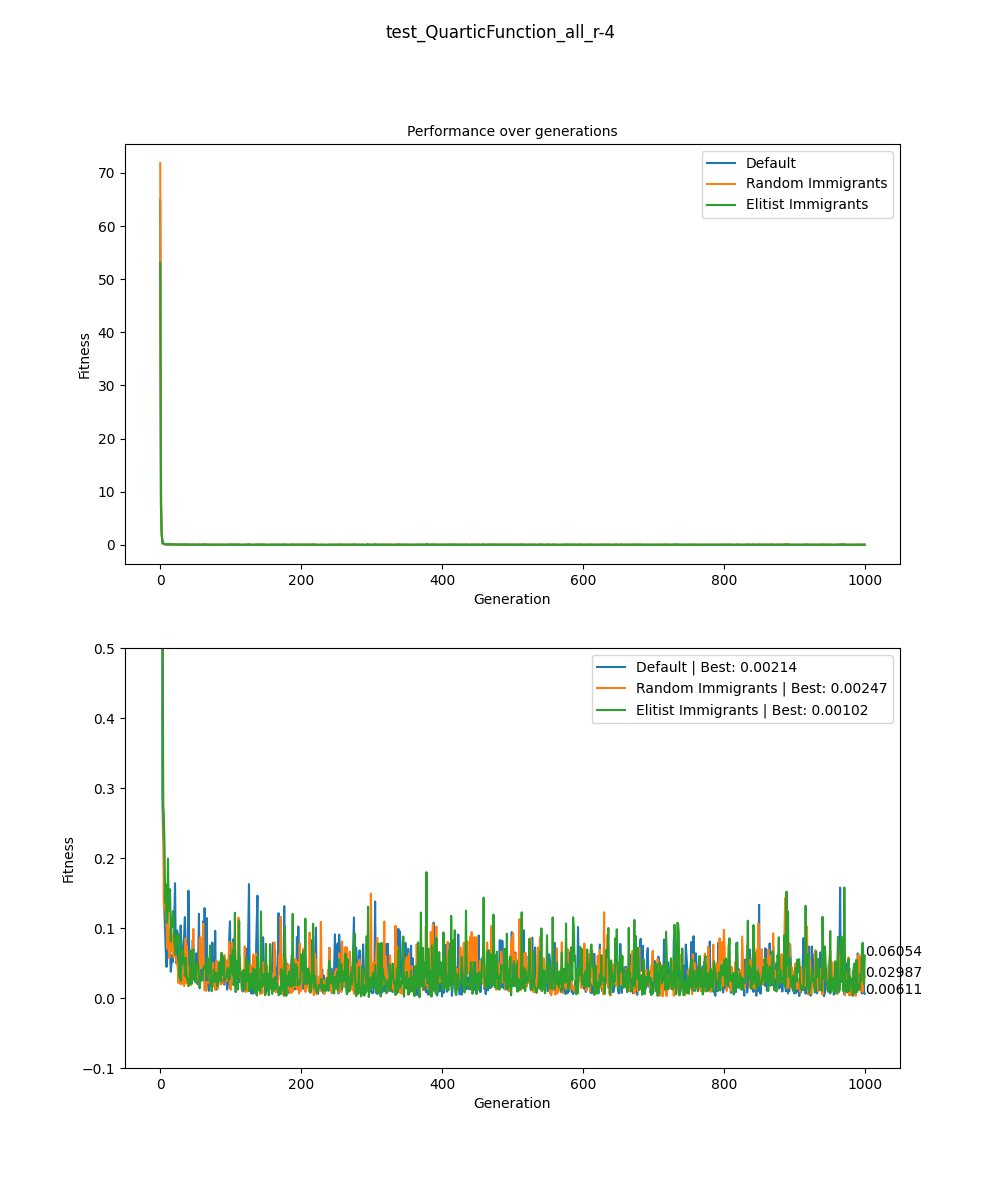 test_QuarticFunction_all_r-4
Performance over generations
Default
Random Immigrants
Elitist Immigrants
70
60
50
40
30
20
10
0
Fitness
0 200 400 600 800 1000
Generation
Default | Best: 0.00214
Random Immigrants | Best: 0.00247
Elitist Immigrants | Best: 0.00102
0.5
0.4
0.3
0.2
0.1
0.0
−0.1
Fitness
0.06054
0.02987
0.00611
0 200 400 600 800 1000
Generation